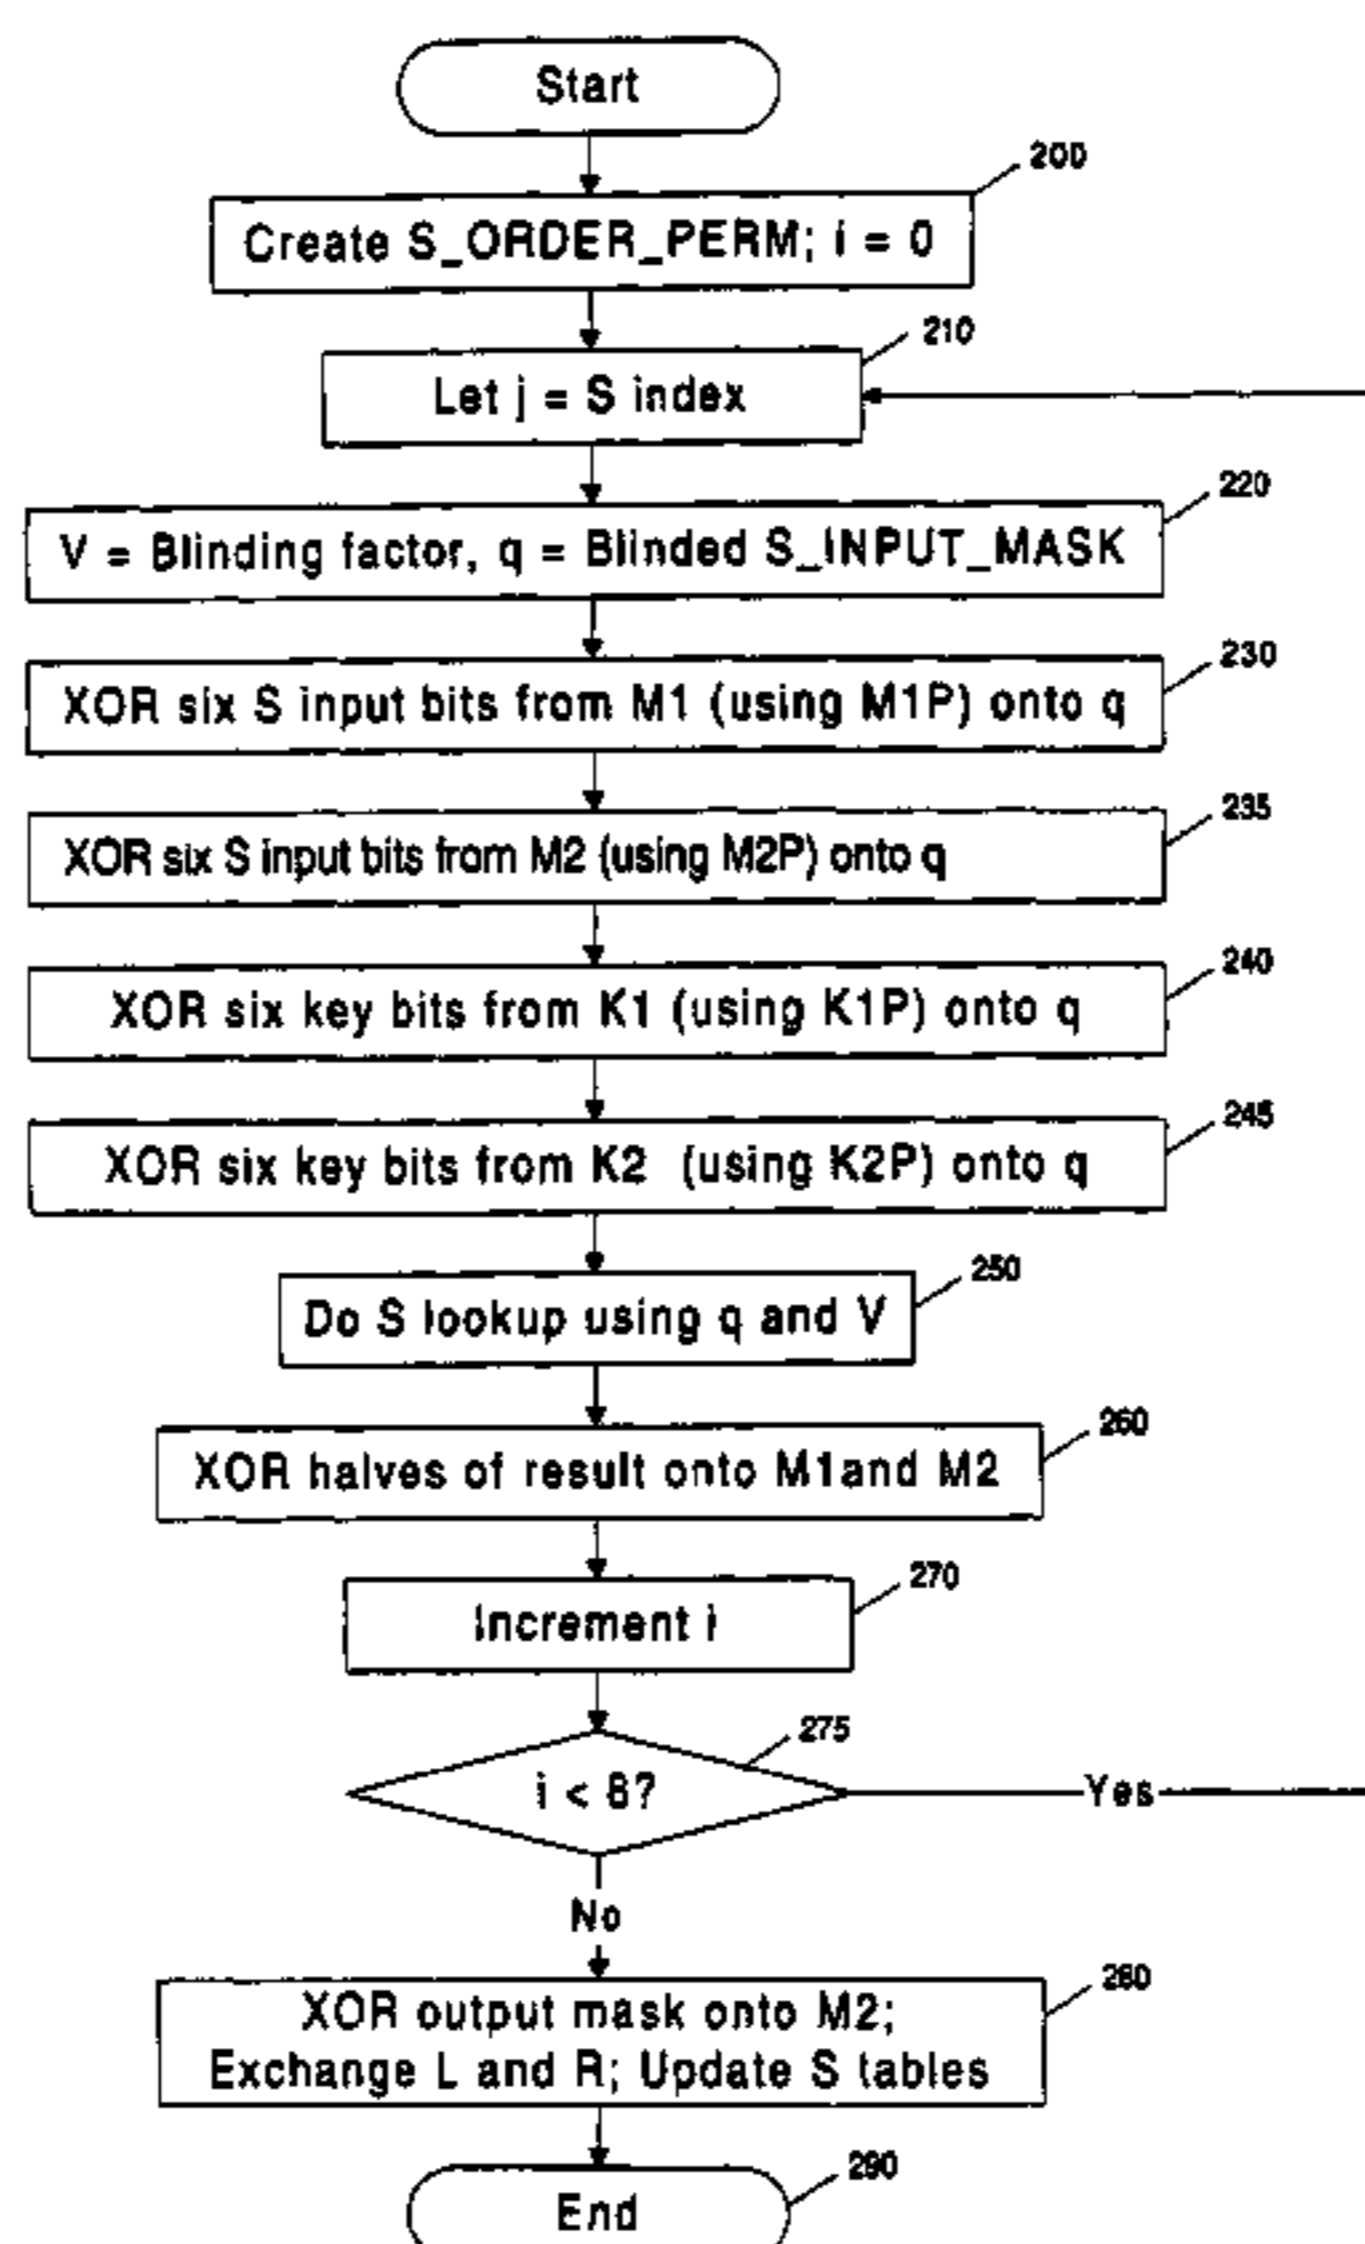 Start
200
Create S_ORDER_PERM; i = 0
210
Let j = S index
220
V = Blinding factor, q = Blinded S_INPUT_MASK
230
XOR six S input bits from M1 (using M1P) onto q
235
XOR six S input bits from M2 (using M2P) onto q
240
XOR six key bits from K1 (using K1P) onto q
245
XOR six key bits from K2 (using K2P) onto q
250
Do S lookup using q and V
260
XOR halves of result onto M1and M2
270
Increment i
275
i < 8?
Yes
No
280
XOR output mask onto M2;
Exchange L and R; Update S tables
290
End